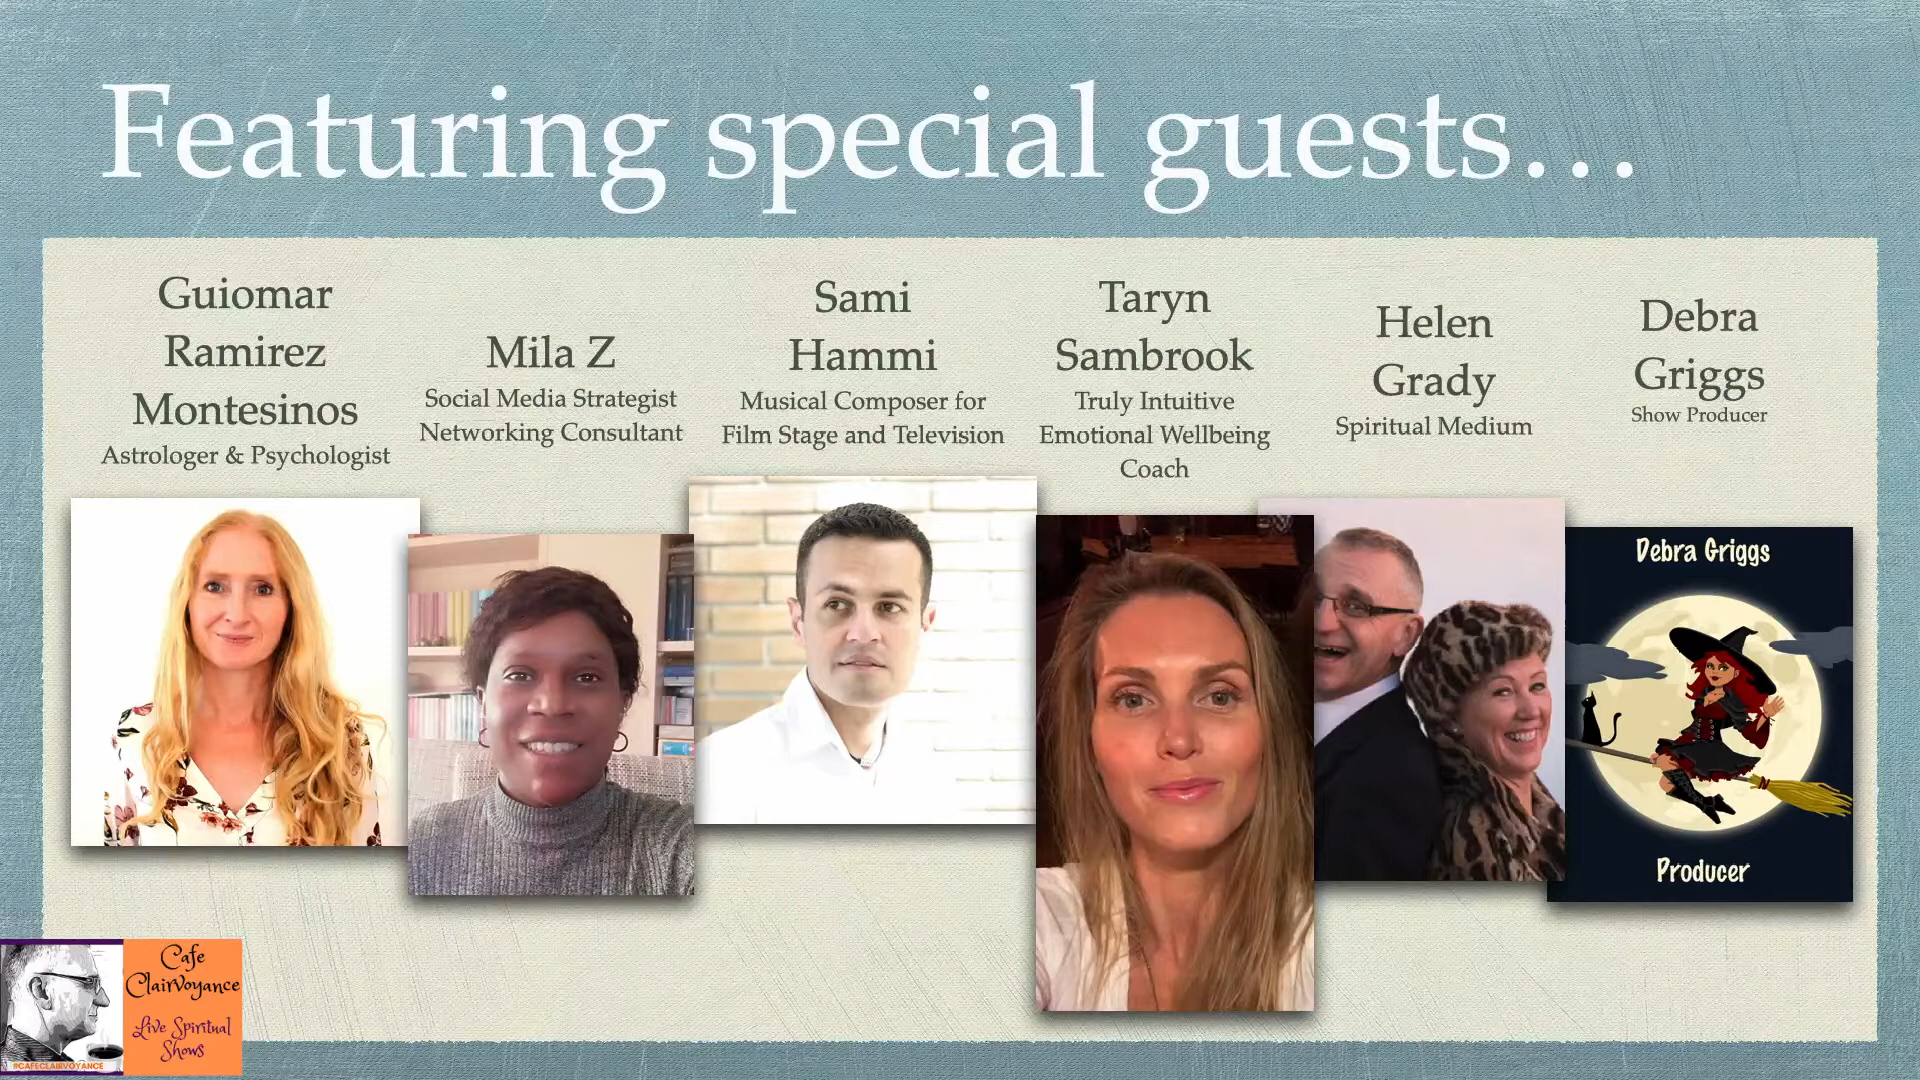 Featuring special guests…
Guiomar
Ramirez
Montesinos
Astrologer & Psychologist
Mila Z
Social Media Strategist
Networking Consultant
Sami
Hammi
Musical Composer for
Film Stage and Television
Taryn
Sambrook
Truly Intuitive
Emotional Wellbeing
Coach
Helen
Grady
Spiritual Medium
Debra
Griggs
Show Producer
Debra Griggs
Producer
Cafe
ClairVoyance
Live Spiritual
Shows
#CAFECLAIRVOYANCE